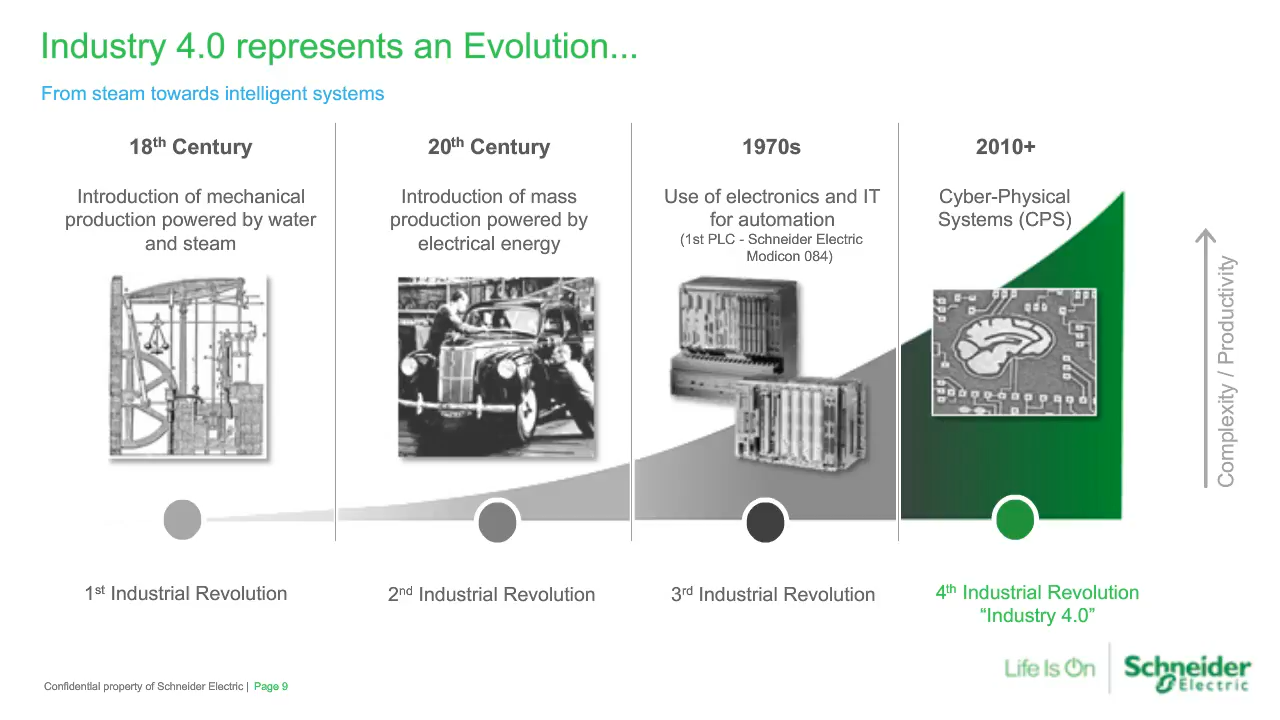 Industry 4.0 represents an Evolution...
From steam towards intelligent systems
18th Century
Introduction of mechanical
production powered by water
and steam
1st Industrial Revolution
20th Century
Introduction of mass
production powered by
electrical energy
2nd Industrial Revolution
1970s
Use of electronics and IT
for automation
(1st PLC - Schneider Electric
Modicon 084)
3rd Industrial Revolution
2010+
Cyber-Physical
Systems (CPS)
4th Industrial Revolution
“Industry 4.0”
Complexity / Productivity
Confidential property of Schneider Electric | Page 9
Life Is On
Schneider
Electric